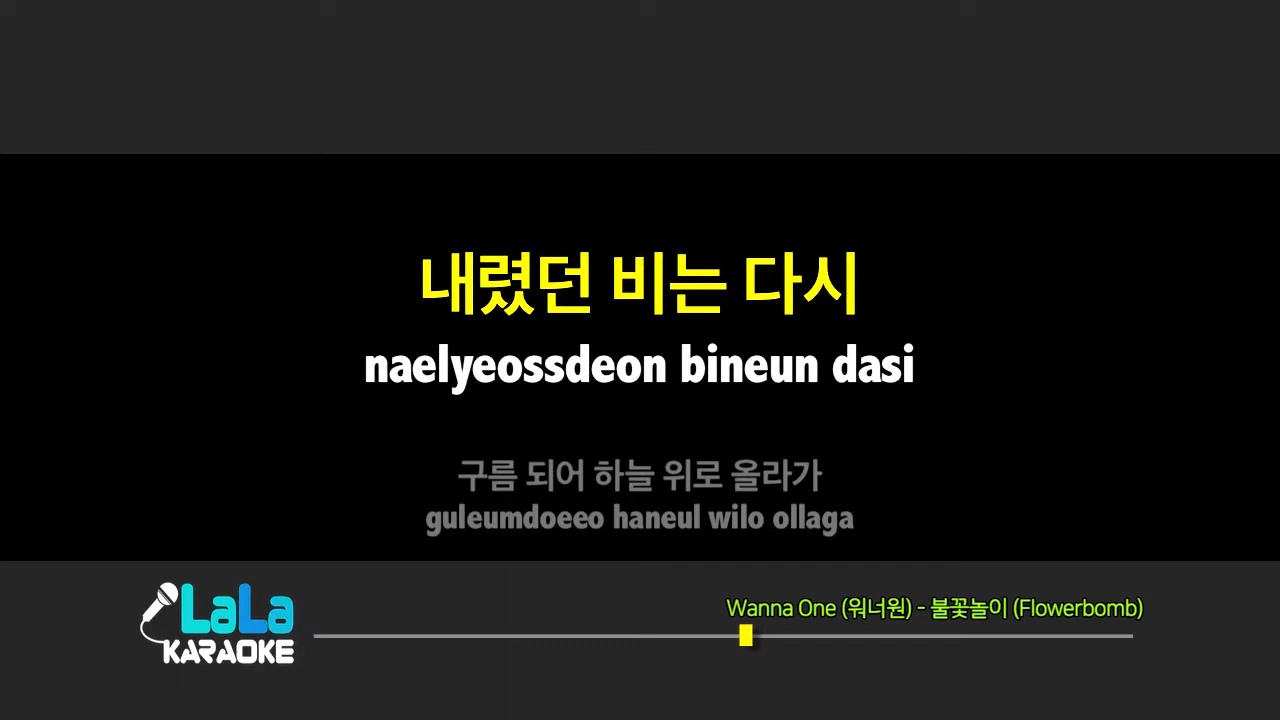 내렸던 비는 다시
naelyeossdeon bineun dasi
구름 되어 하늘 위로 올라가
guleumdoeeo haneul wilo ollaga
LaLa
KARAOKE
Wanna One (워너원) - 불꽃놀이 (Flowerbomb)